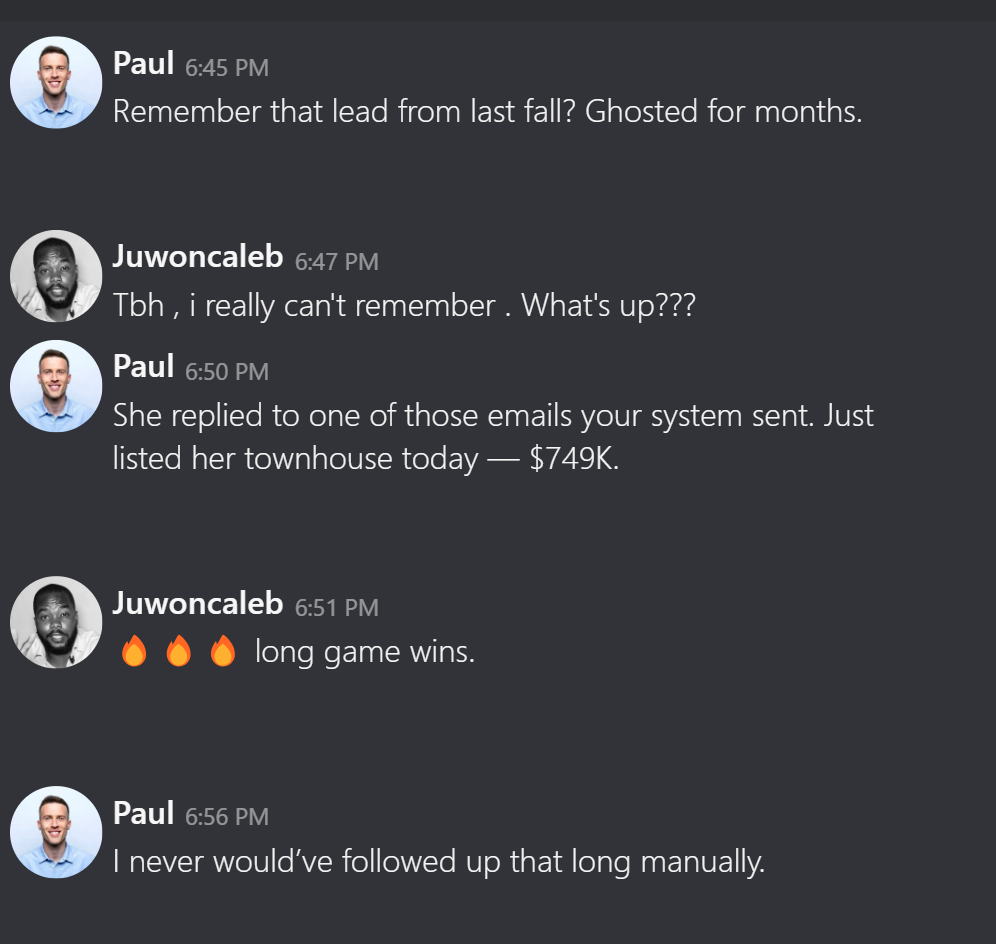 Paul 6:45 PM
Remember that lead from last fall? Ghosted for months.
Juwoncaleb 6:47 PM
Tbh , i really can't remember . What's up???
Paul 6:50 PM
She replied to one of those emails your system sent. Just
listed her townhouse today — $749K.
Juwoncaleb 6:51 PM
🔥 🔥 🔥 long game wins.
Paul 6:56 PM
I never would’ve followed up that long manually.